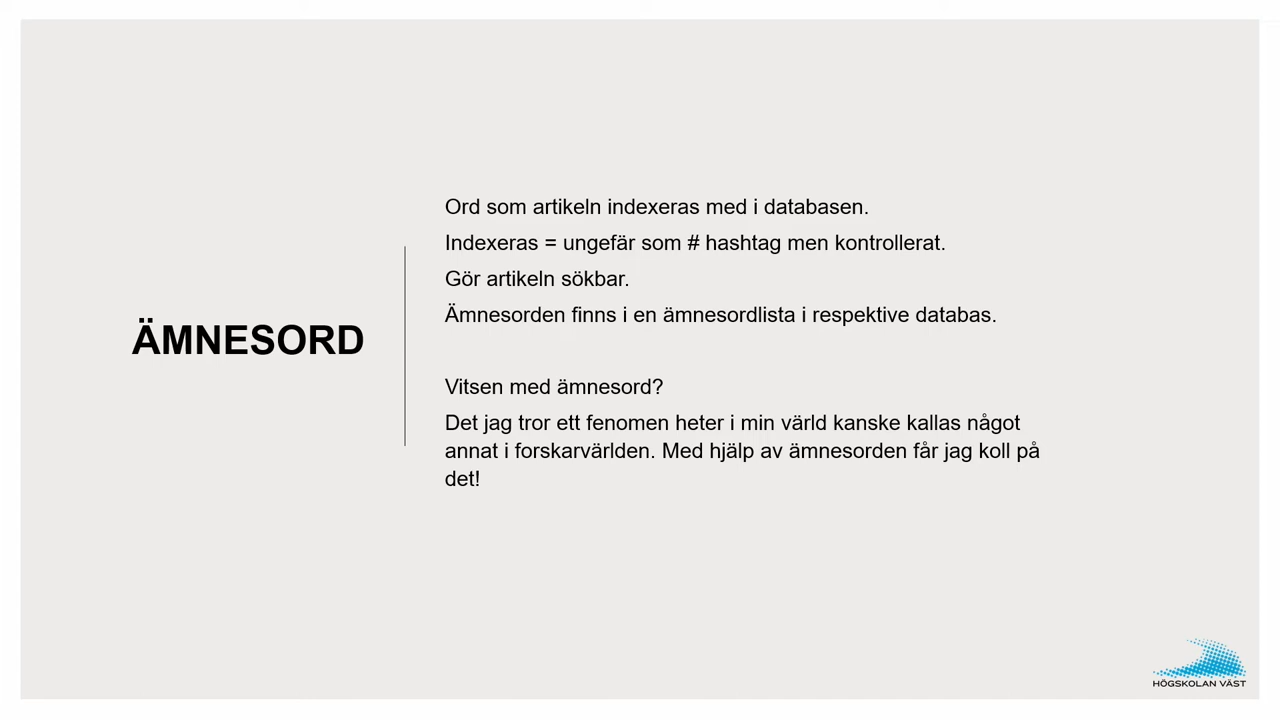 ÄMNESORD
Ord som artikeln indexeras med i databasen.
Indexeras = ungefär som # hashtag men kontrollerat.
Gör artikeln sökbar.
Ämnesorden finns i en ämnesordlista i respektive databas.
Vitsen med ämnesord?
Det jag tror ett fenomen heter i min värld kanske kallas något
annat i forskarvärlden. Med hjälp av ämnesorden får jag koll på
det!
HÖGSKOLAN VÄST